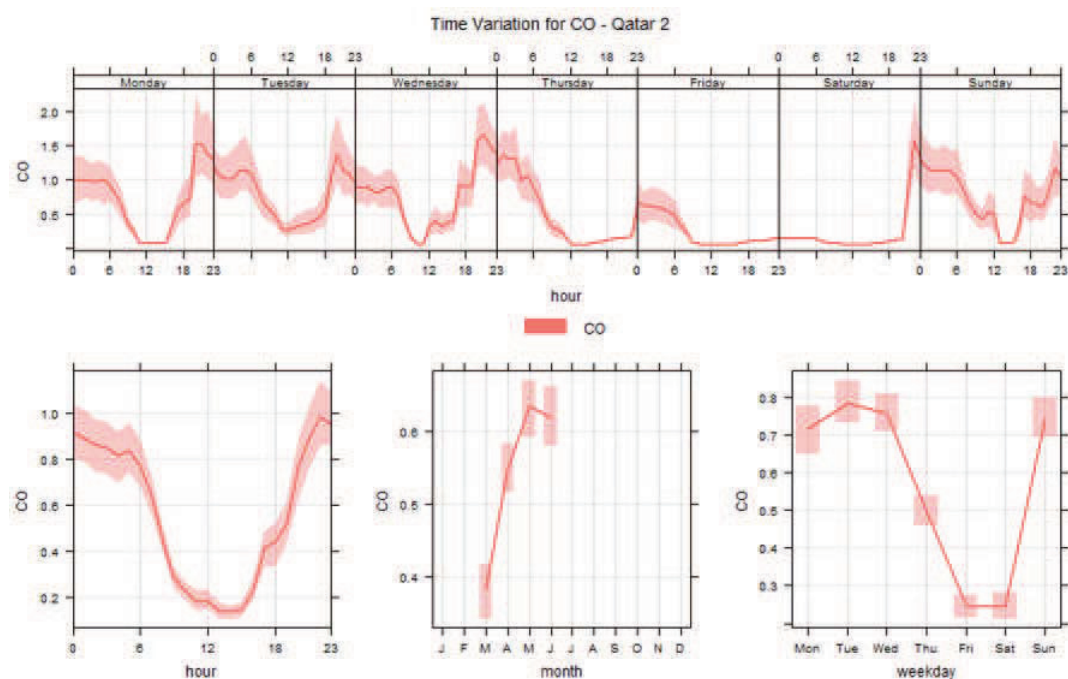 Time Variation for CO - Qatar 2
0 6 12 18 23 0 6 12 18 23
Monday Tuesday Wednesday Thursday Friday Saturday Sunday
2.0
1.5
1.0
0.5
CO
0 6 12 18 23 0 6 12 18 23 0 6 12 18 23 0 6 12 18 23
hour
CO
1.0
0.8
0.6
0.4
0.2
CO
0 6 12 18 23
hour
0.6
0.5
0.4
CO
J F M A M J J A S O N D
month
0.8
0.7
0.6
0.5
0.4
0.3
CO
Mon Tue Wed Thu Fri Sat Sun
weekday